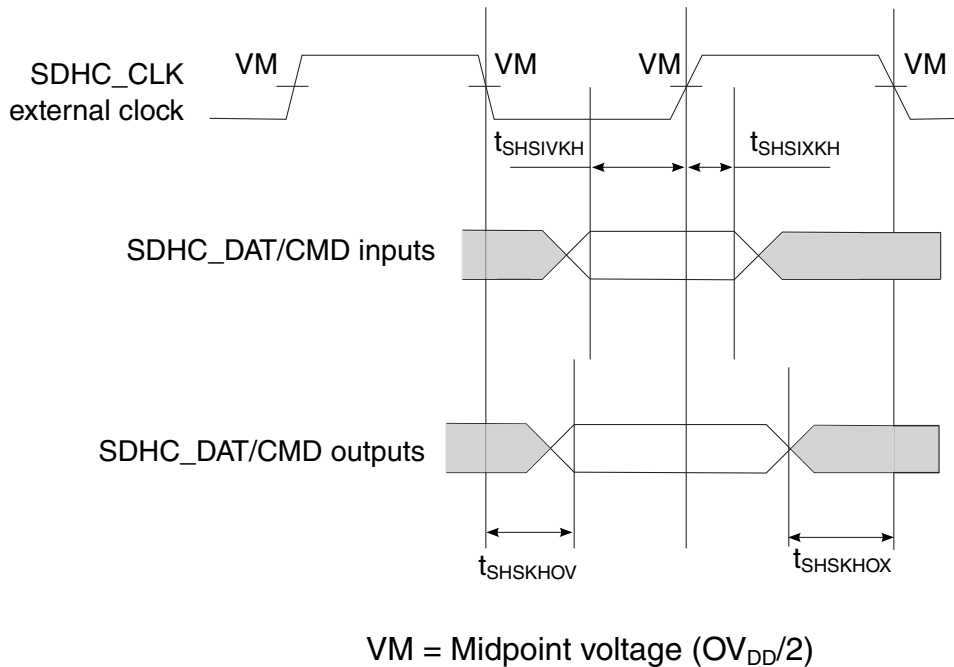 VM VM VM VM
SDHC_CLK
external clock
tSHSIVKH tSHSIXKH
SDHC_DAT/CMD inputs
SDHC_DAT/CMD outputs
tSHSKHOV tSHSKHOX
VM = Midpoint voltage (OVDD/2)